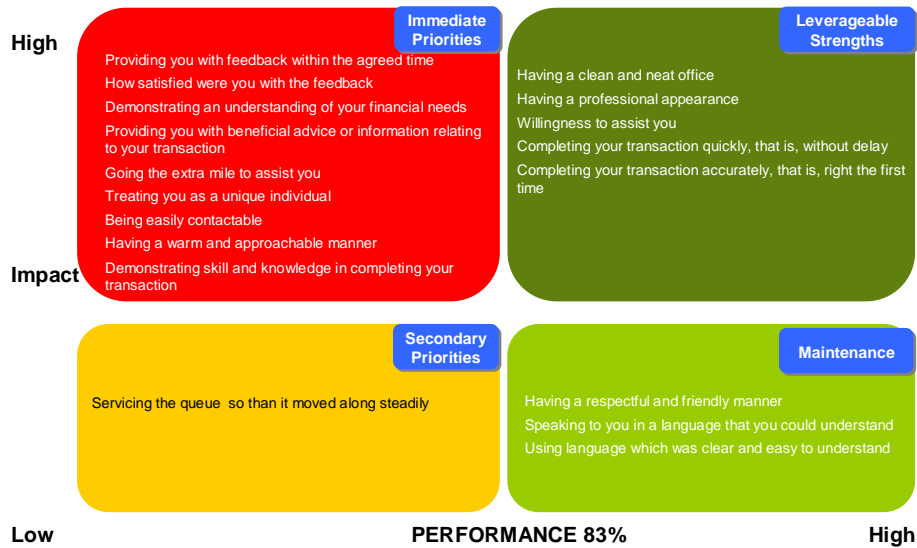 High
Immediate
Priorities
Providing you with feedback within the agreed time
How satisfied were you with the feedback
Demonstrating an understanding of your financial needs
Providing you with beneficial advice or information relating
to your transaction
Going the extra mile to assist you
Treating you as a unique individual
Being easily contactable
Having a warm and approachable manner
Demonstrating skill and knowledge in completing your
transaction
Leverageable
Strengths
Having a clean and neat office
Having a professional appearance
Willingness to assist you
Completing your transaction quickly, that is, without delay
Completing your transaction accurately, that is, right the first
time
Impact
Secondary
Priorities
Servicing the queue so than it moved along steadily
Maintenance
Having a respectful and friendly manner
Speaking to you in a language that you could understand
Using language which was clear and easy to understand
Low
PERFORMANCE 83%
High